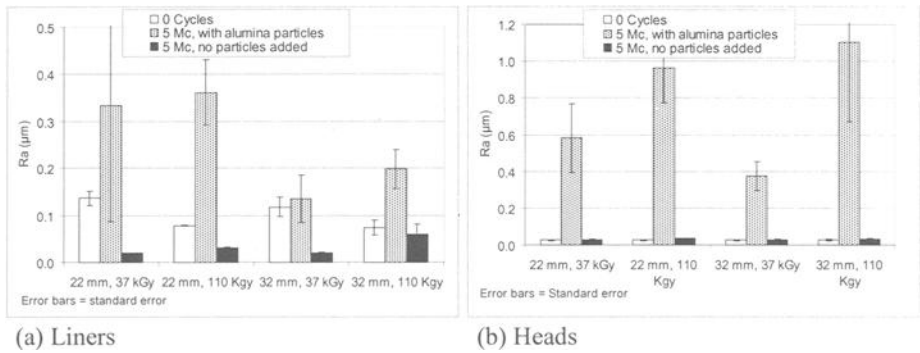 0 Cycles
5 Mc, with alumina particles
5 Mc, no particles added
0.5
0.4
0.3
0.2
0.1
0.0
Ra (µm)
22 mm, 37 kGy
22 mm, 110 Kgy
32 mm, 37 kGy
32 mm, 110 Kgy
Error bars = standard error
(a) Liners
0 Cycles
5 Mc, with alumina particles
5 Mc, no particles added
1.2
1.0
0.8
0.6
0.4
0.2
0.0
Ra (µm)
22 mm, 37 kGy
22 mm, 110
Kgy
32 mm, 37 kGy
32 mm, 110
Kgy
Error bars = Standard error
(b) Heads